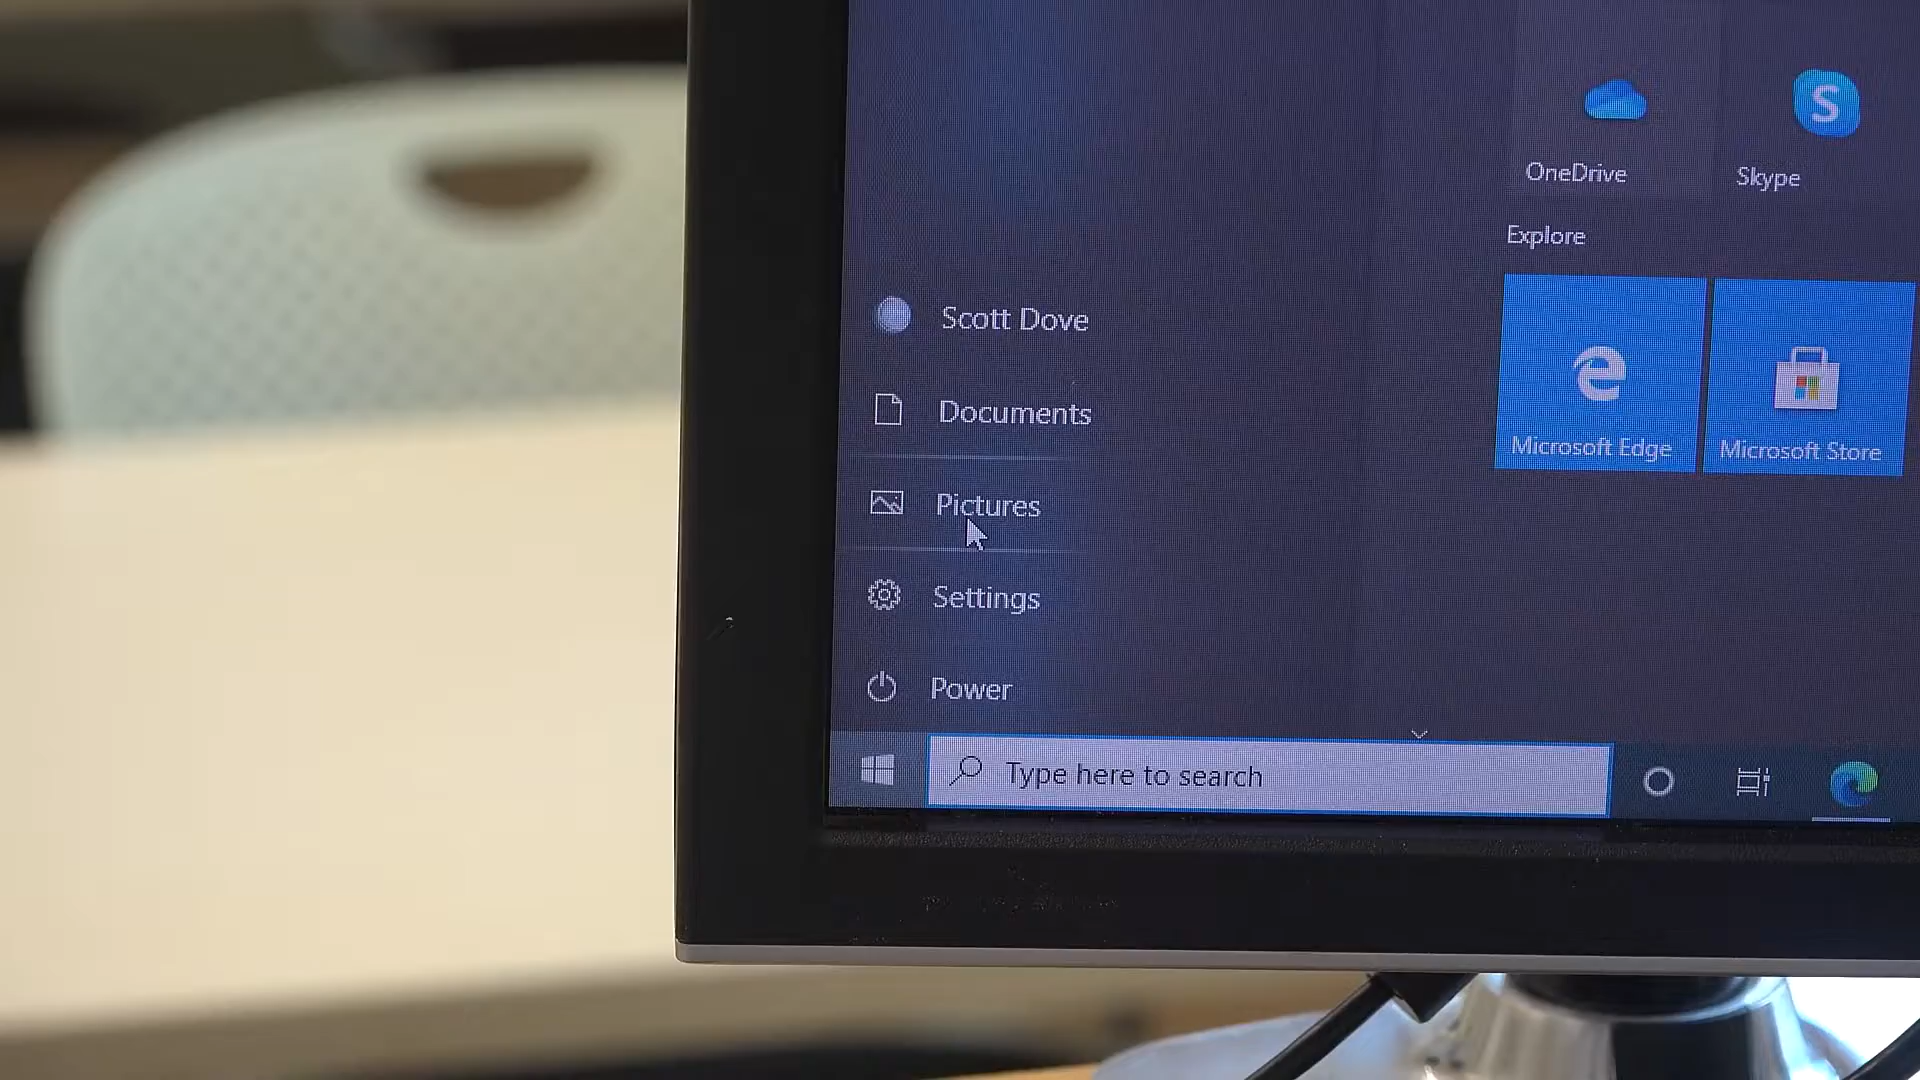 OneDrive
Skype
Explore
Scott Dove
Documents
Microsoft Edge
Microsoft Store
Pictures
Settings
Power
Type here to search